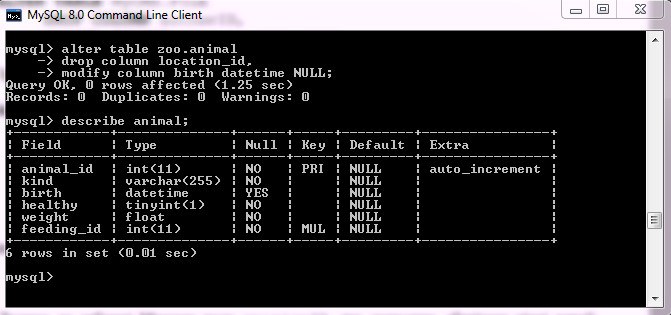 MySQL 8.0 Command Line Client
mysql> alter table zoo.animal
    -> drop column location_id,
    -> modify column birth datetime NULL;
Query OK, 0 rows affected (1.25 sec)
Records: 0  Duplicates: 0  Warnings: 0
mysql> describe animal;
+------------+--------------+------+-----+---------+----------------+
| Field      | Type         | Null | Key | Default | Extra          |
+------------+--------------+------+-----+---------+----------------+
| animal_id  | int(11)      | NO   | PRI | NULL    | auto_increment |
| kind       | varchar(255) | NO   |     | NULL    |                |
| birth      | datetime     | YES  |     | NULL    |                |
| healthy    | tinyint(1)   | NO   |     | NULL    |                |
| weight     | float        | NO   |     | NULL    |                |
| feeding_id | int(11)      | NO   | MUL | NULL    |                |
+------------+--------------+------+-----+---------+----------------+
6 rows in set (0.01 sec)
mysql>